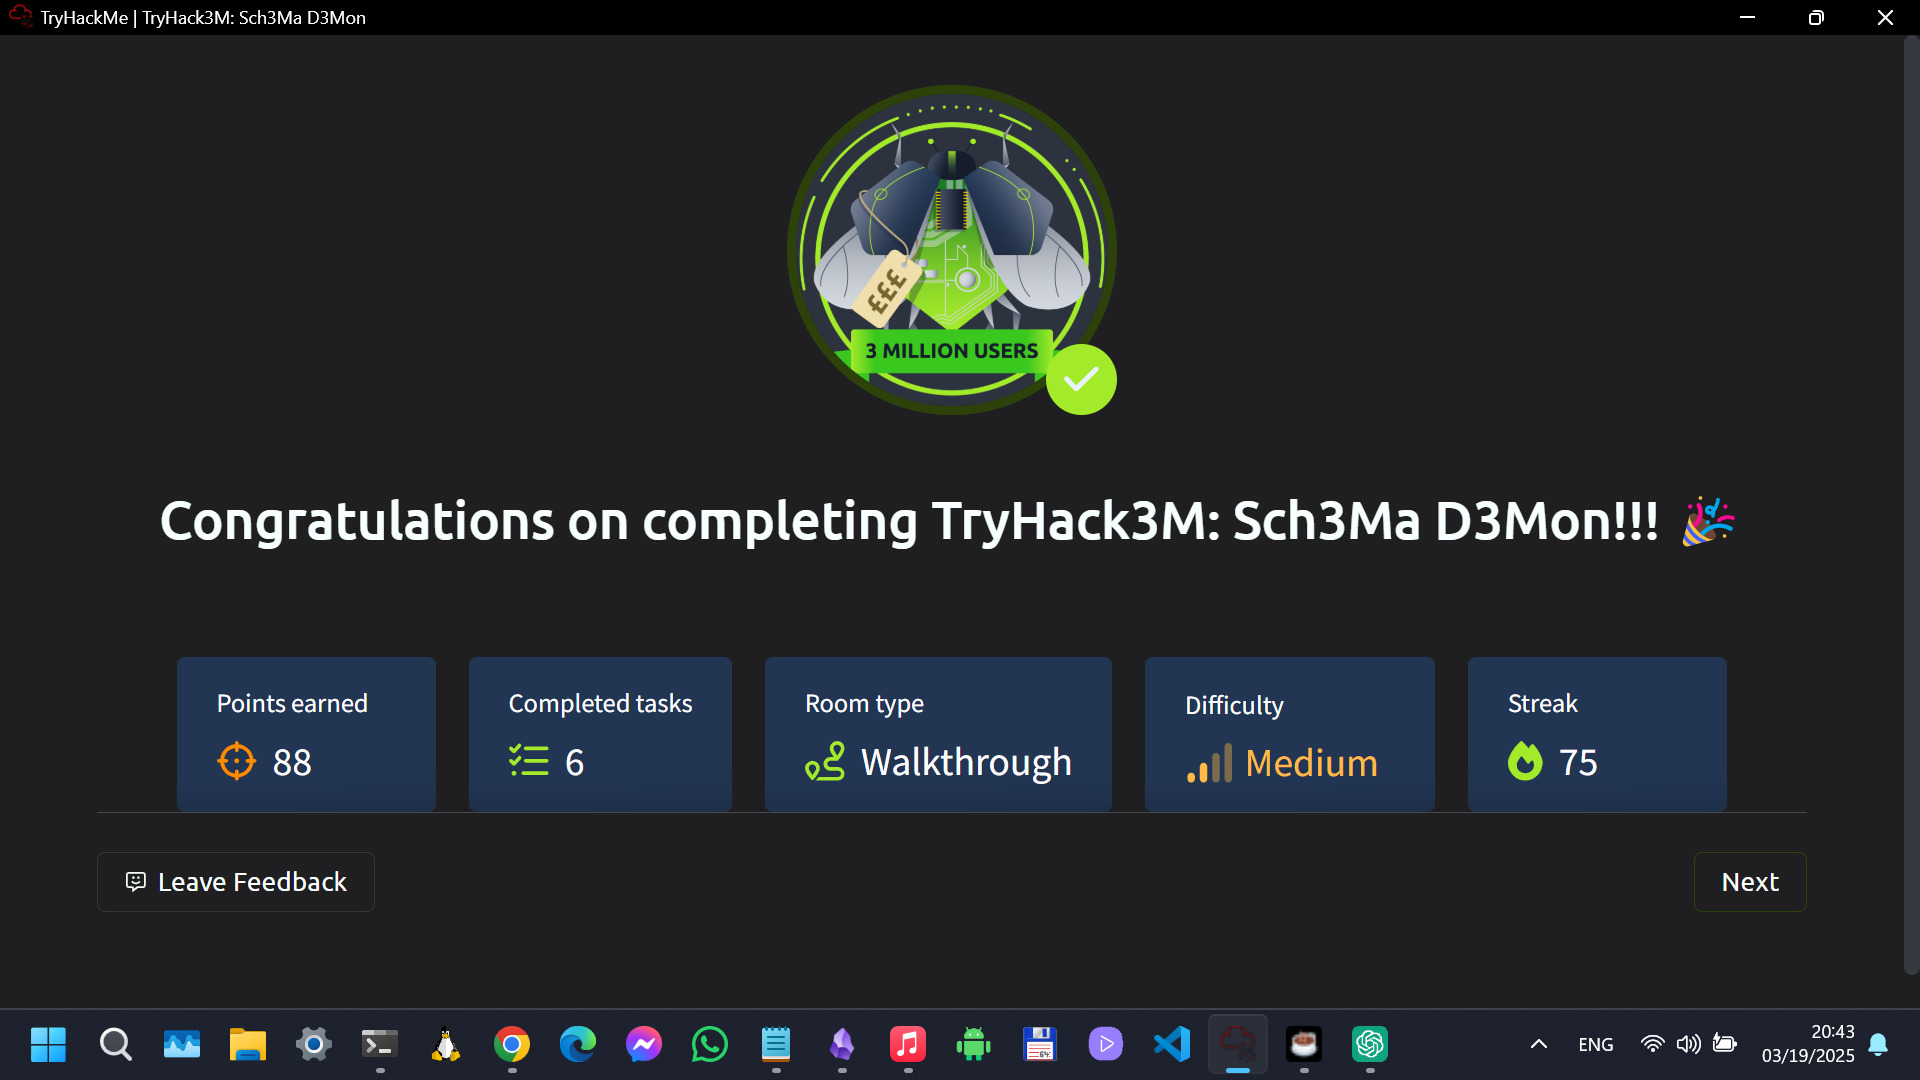 TryHackMe | TryHack3M: Sch3Ma D3Mon
£££
3 MILLION USERS
Congratulations on completing TryHack3M: Sch3Ma D3Mon!!! 🎉
Points earned
88
Completed tasks
6
Room type
Walkthrough
Difficulty
Medium
Streak
75
Leave Feedback
Next
64
ENG
20:43
03/19/2025